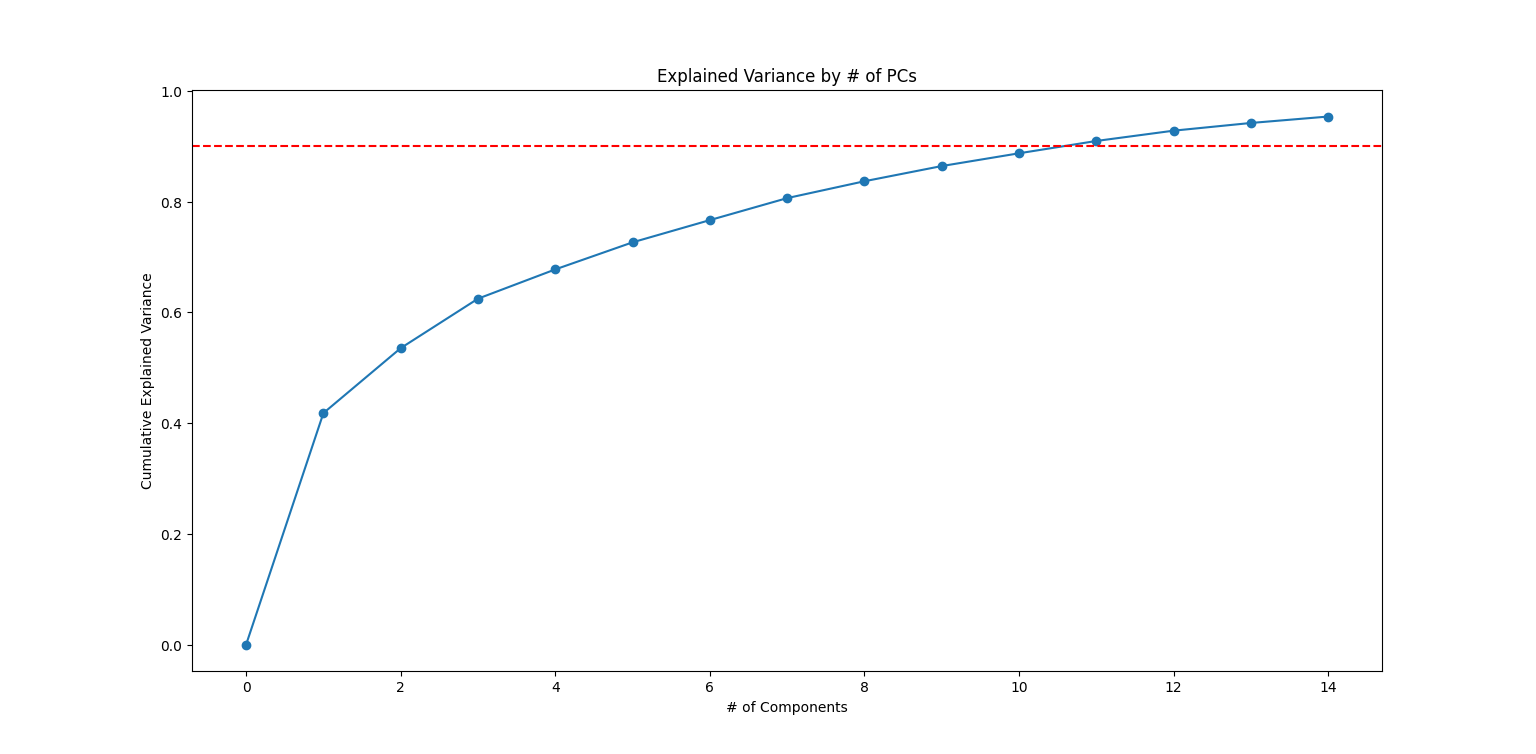 Explained Variance by # of PCs
1.0
0.8
0.6
0.4
0.2
0.0
Cumulative Explained Variance
0 2 4 6 8 10 12 14
# of Components